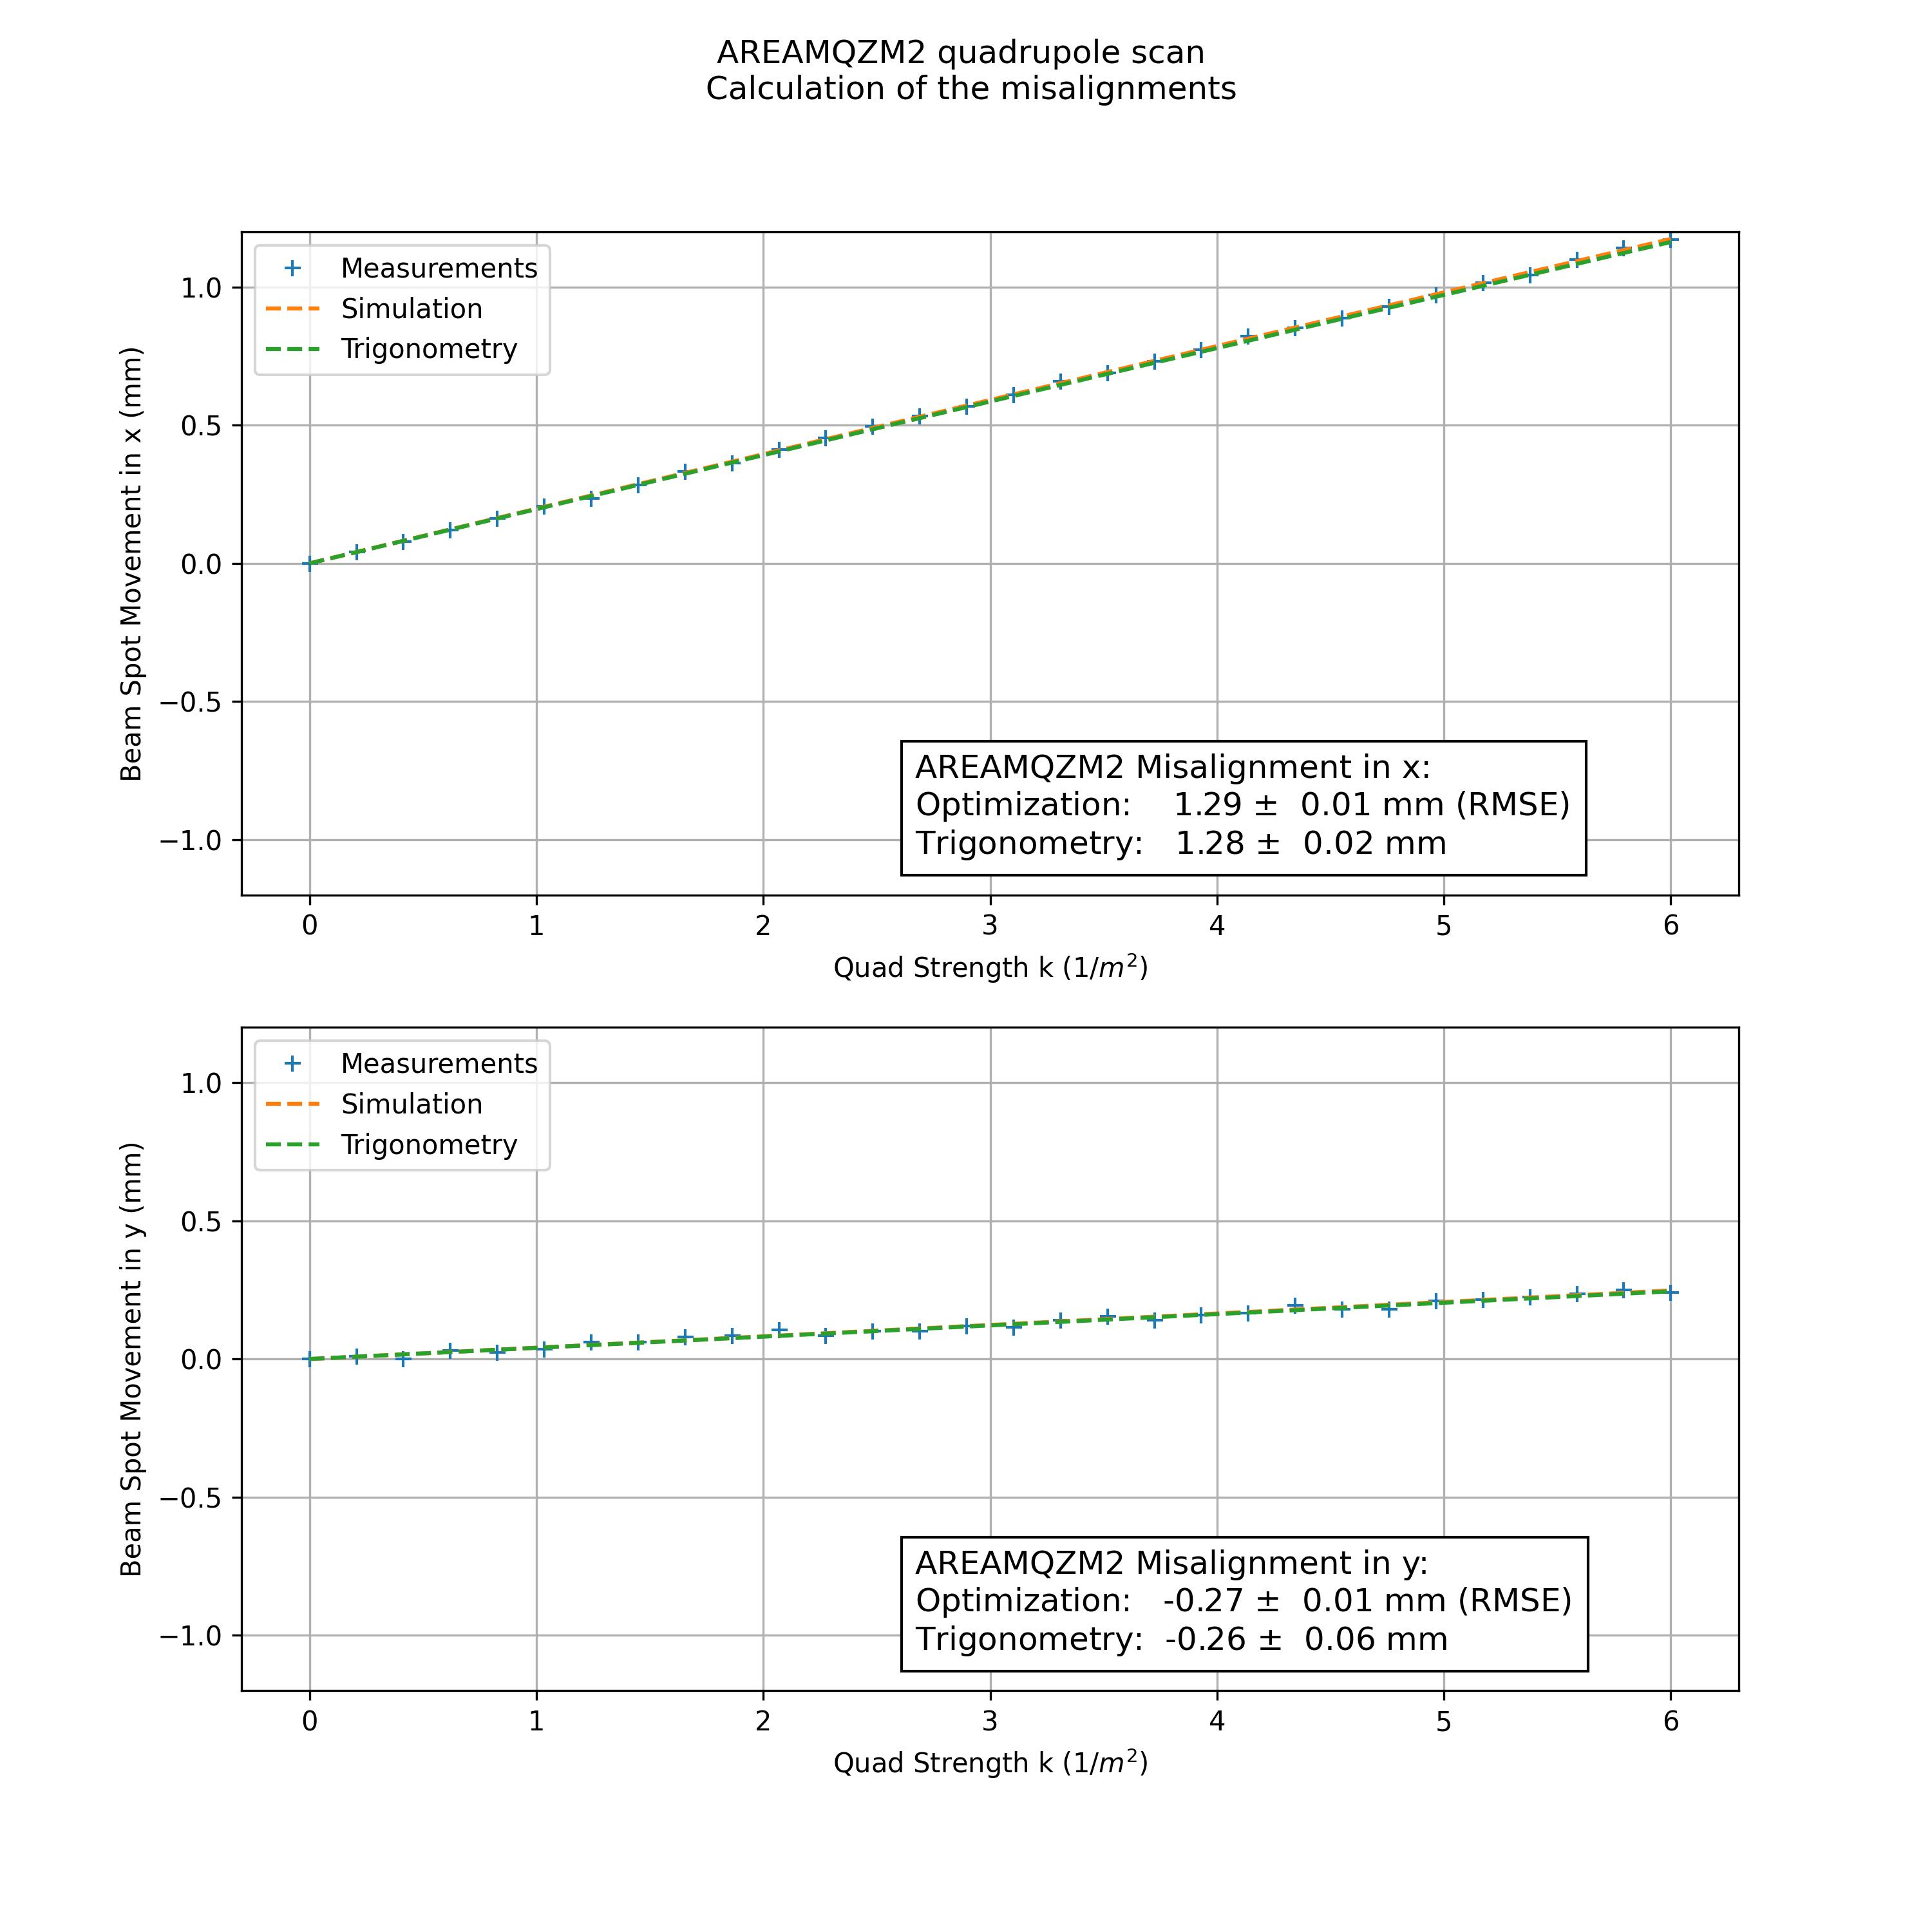 AREAMQZM2 quadrupole scan
Calculation of the misalignments
Measurements
Simulation
Trigonometry
1.0
0.5
0.0
−0.5
−1.0
Beam Spot Movement in x (mm)
AREAMQZM2 Misalignment in x:
Optimization: 1.29 ± 0.01 mm (RMSE)
Trigonometry: 1.28 ± 0.02 mm
0 1 2 3 4 5 6
Quad Strength k (1/m²)
Measurements
Simulation
Trigonometry
1.0
0.5
0.0
−0.5
−1.0
Beam Spot Movement in y (mm)
AREAMQZM2 Misalignment in y:
Optimization: -0.27 ± 0.01 mm (RMSE)
Trigonometry: -0.26 ± 0.06 mm
0 1 2 3 4 5 6
Quad Strength k (1/m²)